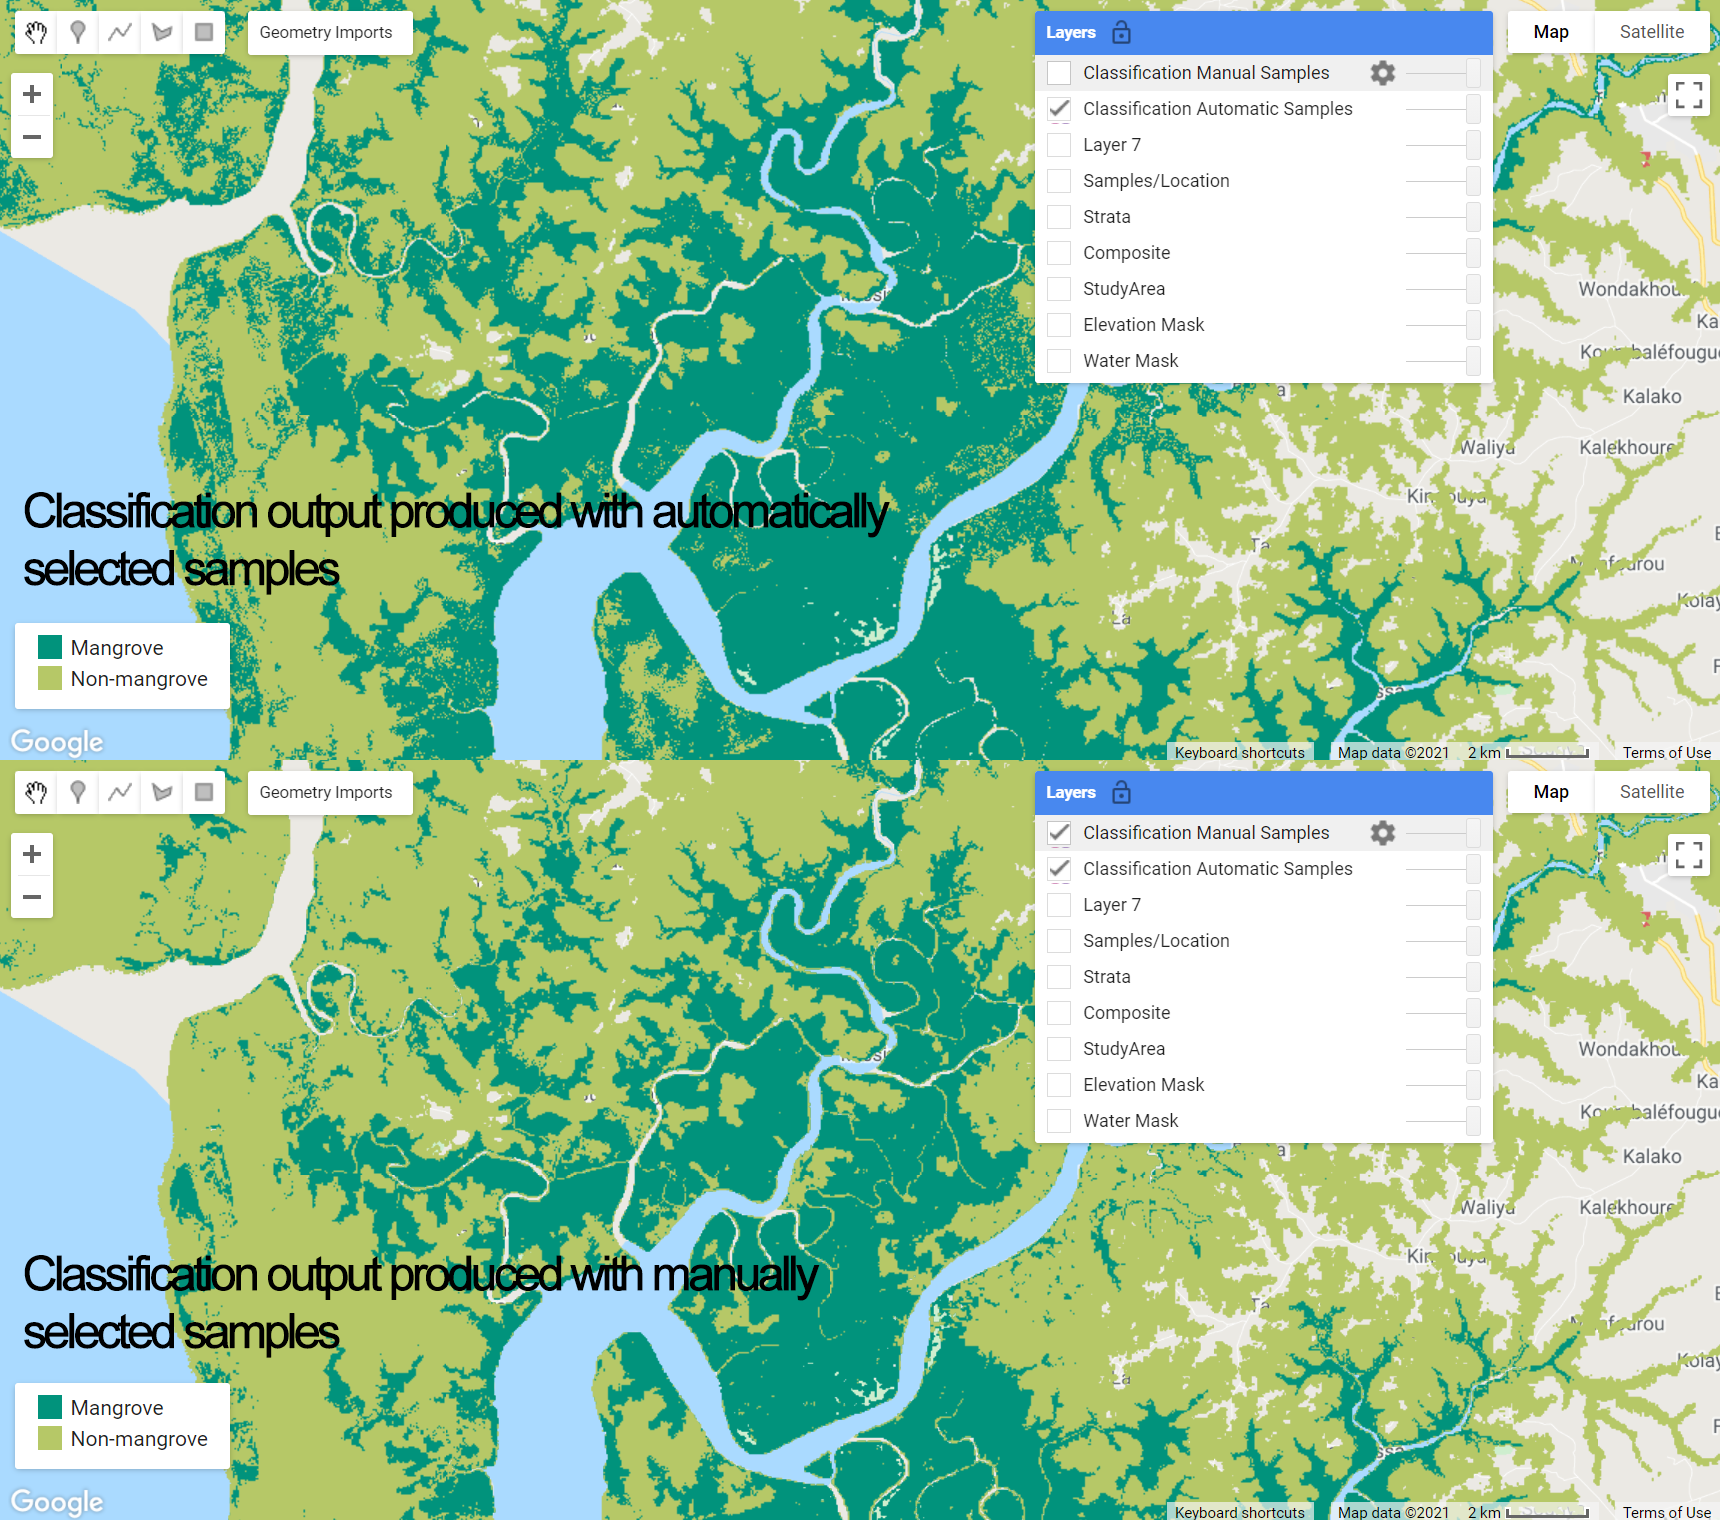 Geometry Imports
Layers
Map
Satellite
Classification Manual Samples
Classification Automatic Samples
Layer 7
Samples/Location
Strata
Composite
StudyArea
Elevation Mask
Water Mask
Kalako
Waliya
Classification output produced with automatically
selected samples
Mangrove
Non-mangrove
Google
Keyboard shortcuts
Map data ©2021
2 km
Terms of Use
Geometry Imports
Layers
Map
Satellite
Classification Manual Samples
Classification Automatic Samples
Layer 7
Samples/Location
Strata
Composite
StudyArea
Elevation Mask
Water Mask
Kalako
Waliya
Classification output produced with manually
selected samples
Mangrove
Non-mangrove
Google
Keyboard shortcuts
Map data ©2021
2 km
Terms of Use